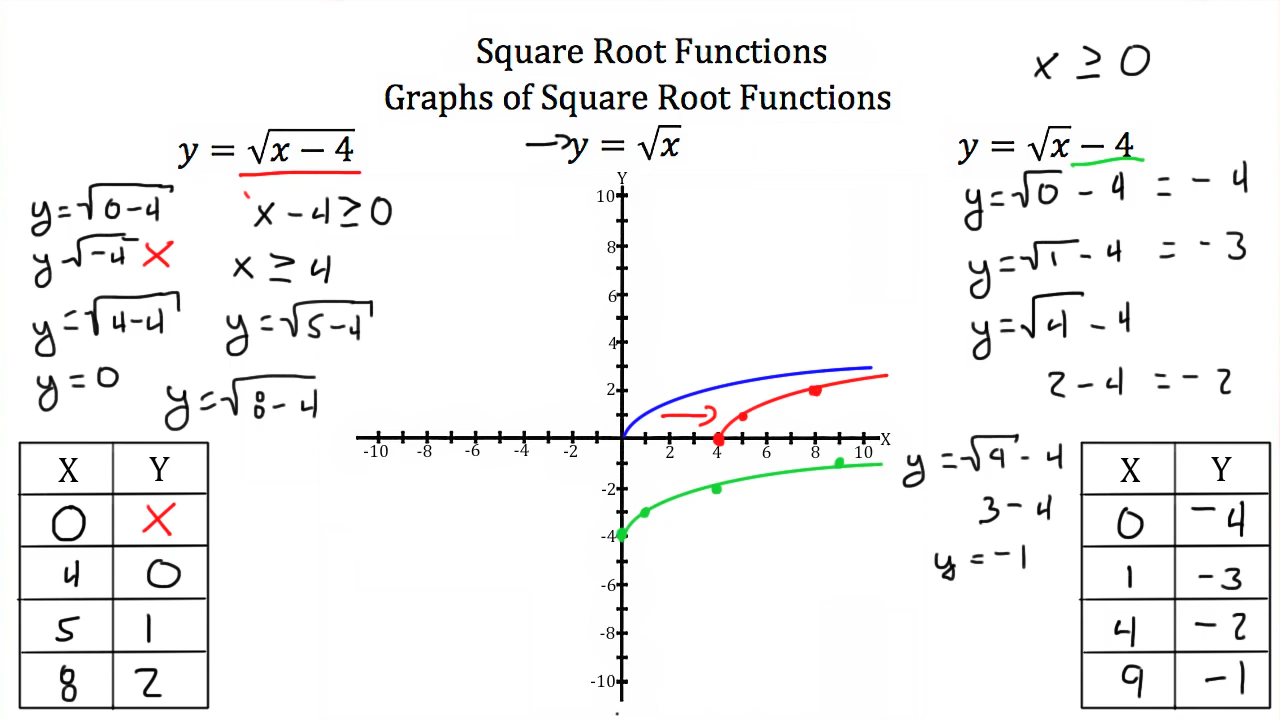 Square Root Functions
Graphs of Square Root Functions
x ≥ 0
y = √(x − 4)
→ y = √x
y = √x − 4
y = √(0 − 4)
x − 4 ≥ 0
y √(−4) ×
x ≥ 4
y = √(4 − 4)
y = √(5 − 4)
y = 0
y = √(8 − 4)
X Y
0 ×
4 0
5 1
8 2
Y
10
8
6
4
2
-10 -8 -6 -4 -2 0 2 4 6 8 10 X
-2
-4
-6
-8
-10
y = √0 − 4 = −4
y = √1 − 4 = −3
y = √4 − 4
2 − 4 = −2
y = √9 − 4
3 − 4
y = −1
X Y
0 −4
1 −3
4 −2
9 −1